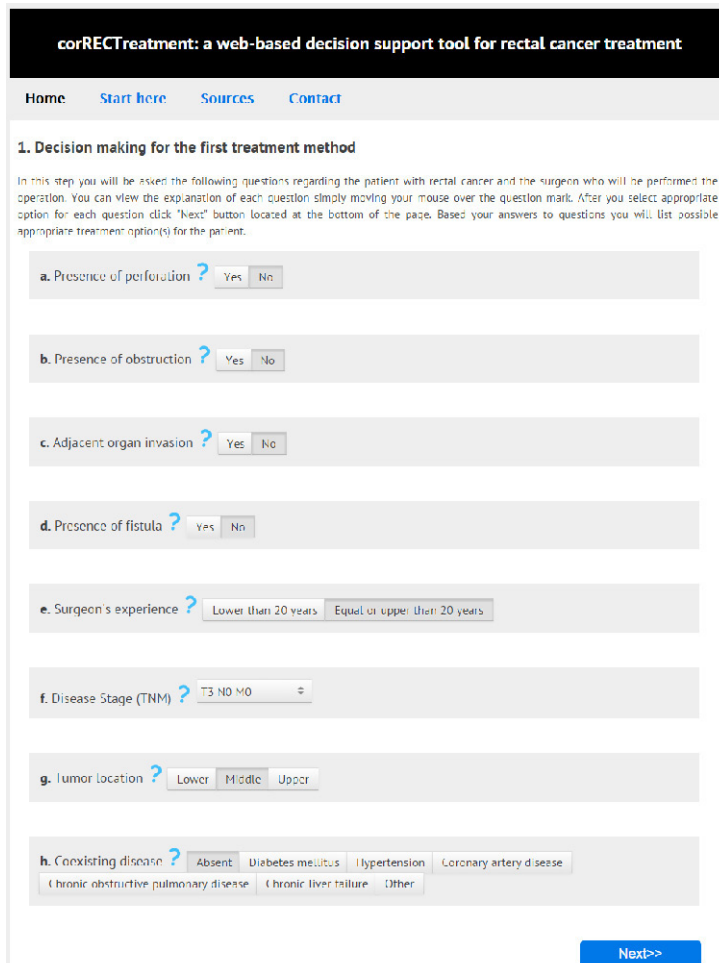 corRECTreatment: a web-based decision support tool for rectal cancer treatment
Home Start here Sources Contact
1. Decision making for the first treatment method
In this step you will be asked the following questions regarding the patient with rectal cancer and the surgeon who will be performed the
operation. You can view the explanation of each question simply moving your mouse over the question mark. After you select appropriate
option for each question click "Next" button located at the bottom of the page. Based your answers to questions you will list possible
appropriate treatment option(s) for the patient.
a. Presence of perforation ? Yes No
b. Presence of obstruction ? Yes No
c. Adjacent organ invasion ? Yes No
d. Presence of fistula ? Yes No
e. Surgeon's experience ? Lower than 20 years Equal or upper than 20 years
f. Disease Stage (TNM) ? T3 N0 M0
g. Tumor location ? Lower Middle Upper
h. Coexisting disease ? Absent Diabetes mellitus Hypertension Coronary artery disease
Chronic obstructive pulmonary disease Chronic liver failure Other
Next>>